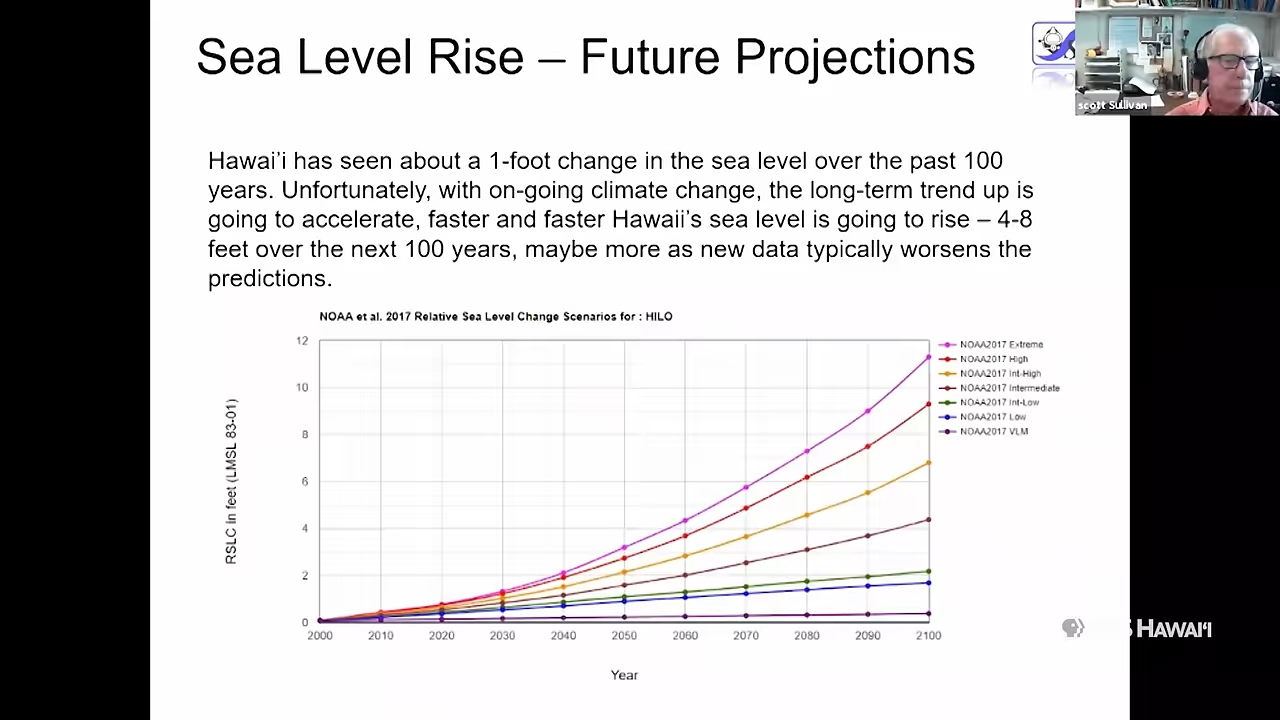 Sea Level Rise – Future Projections
scott Sullivan
Hawai’i has seen about a 1-foot change in the sea level over the past 100
years. Unfortunately, with on-going climate change, the long-term trend up is
going to accelerate, faster and faster Hawaii’s sea level is going to rise – 4-8
feet over the next 100 years, maybe more as new data typically worsens the
predictions.
NOAA et al. 2017 Relative Sea Level Change Scenarios for : HILO
RSLC in feet (LMSL 83-01)
12
10
8
6
4
2
0
2000 2010 2020 2030 2040 2050 2060 2070 2080 2090 2100
Year
NOAA2017 Extreme
NOAA2017 High
NOAA2017 Int-High
NOAA2017 Intermediate
NOAA2017 Int-Low
NOAA2017 Low
NOAA2017 VLM
HAWAIʻI